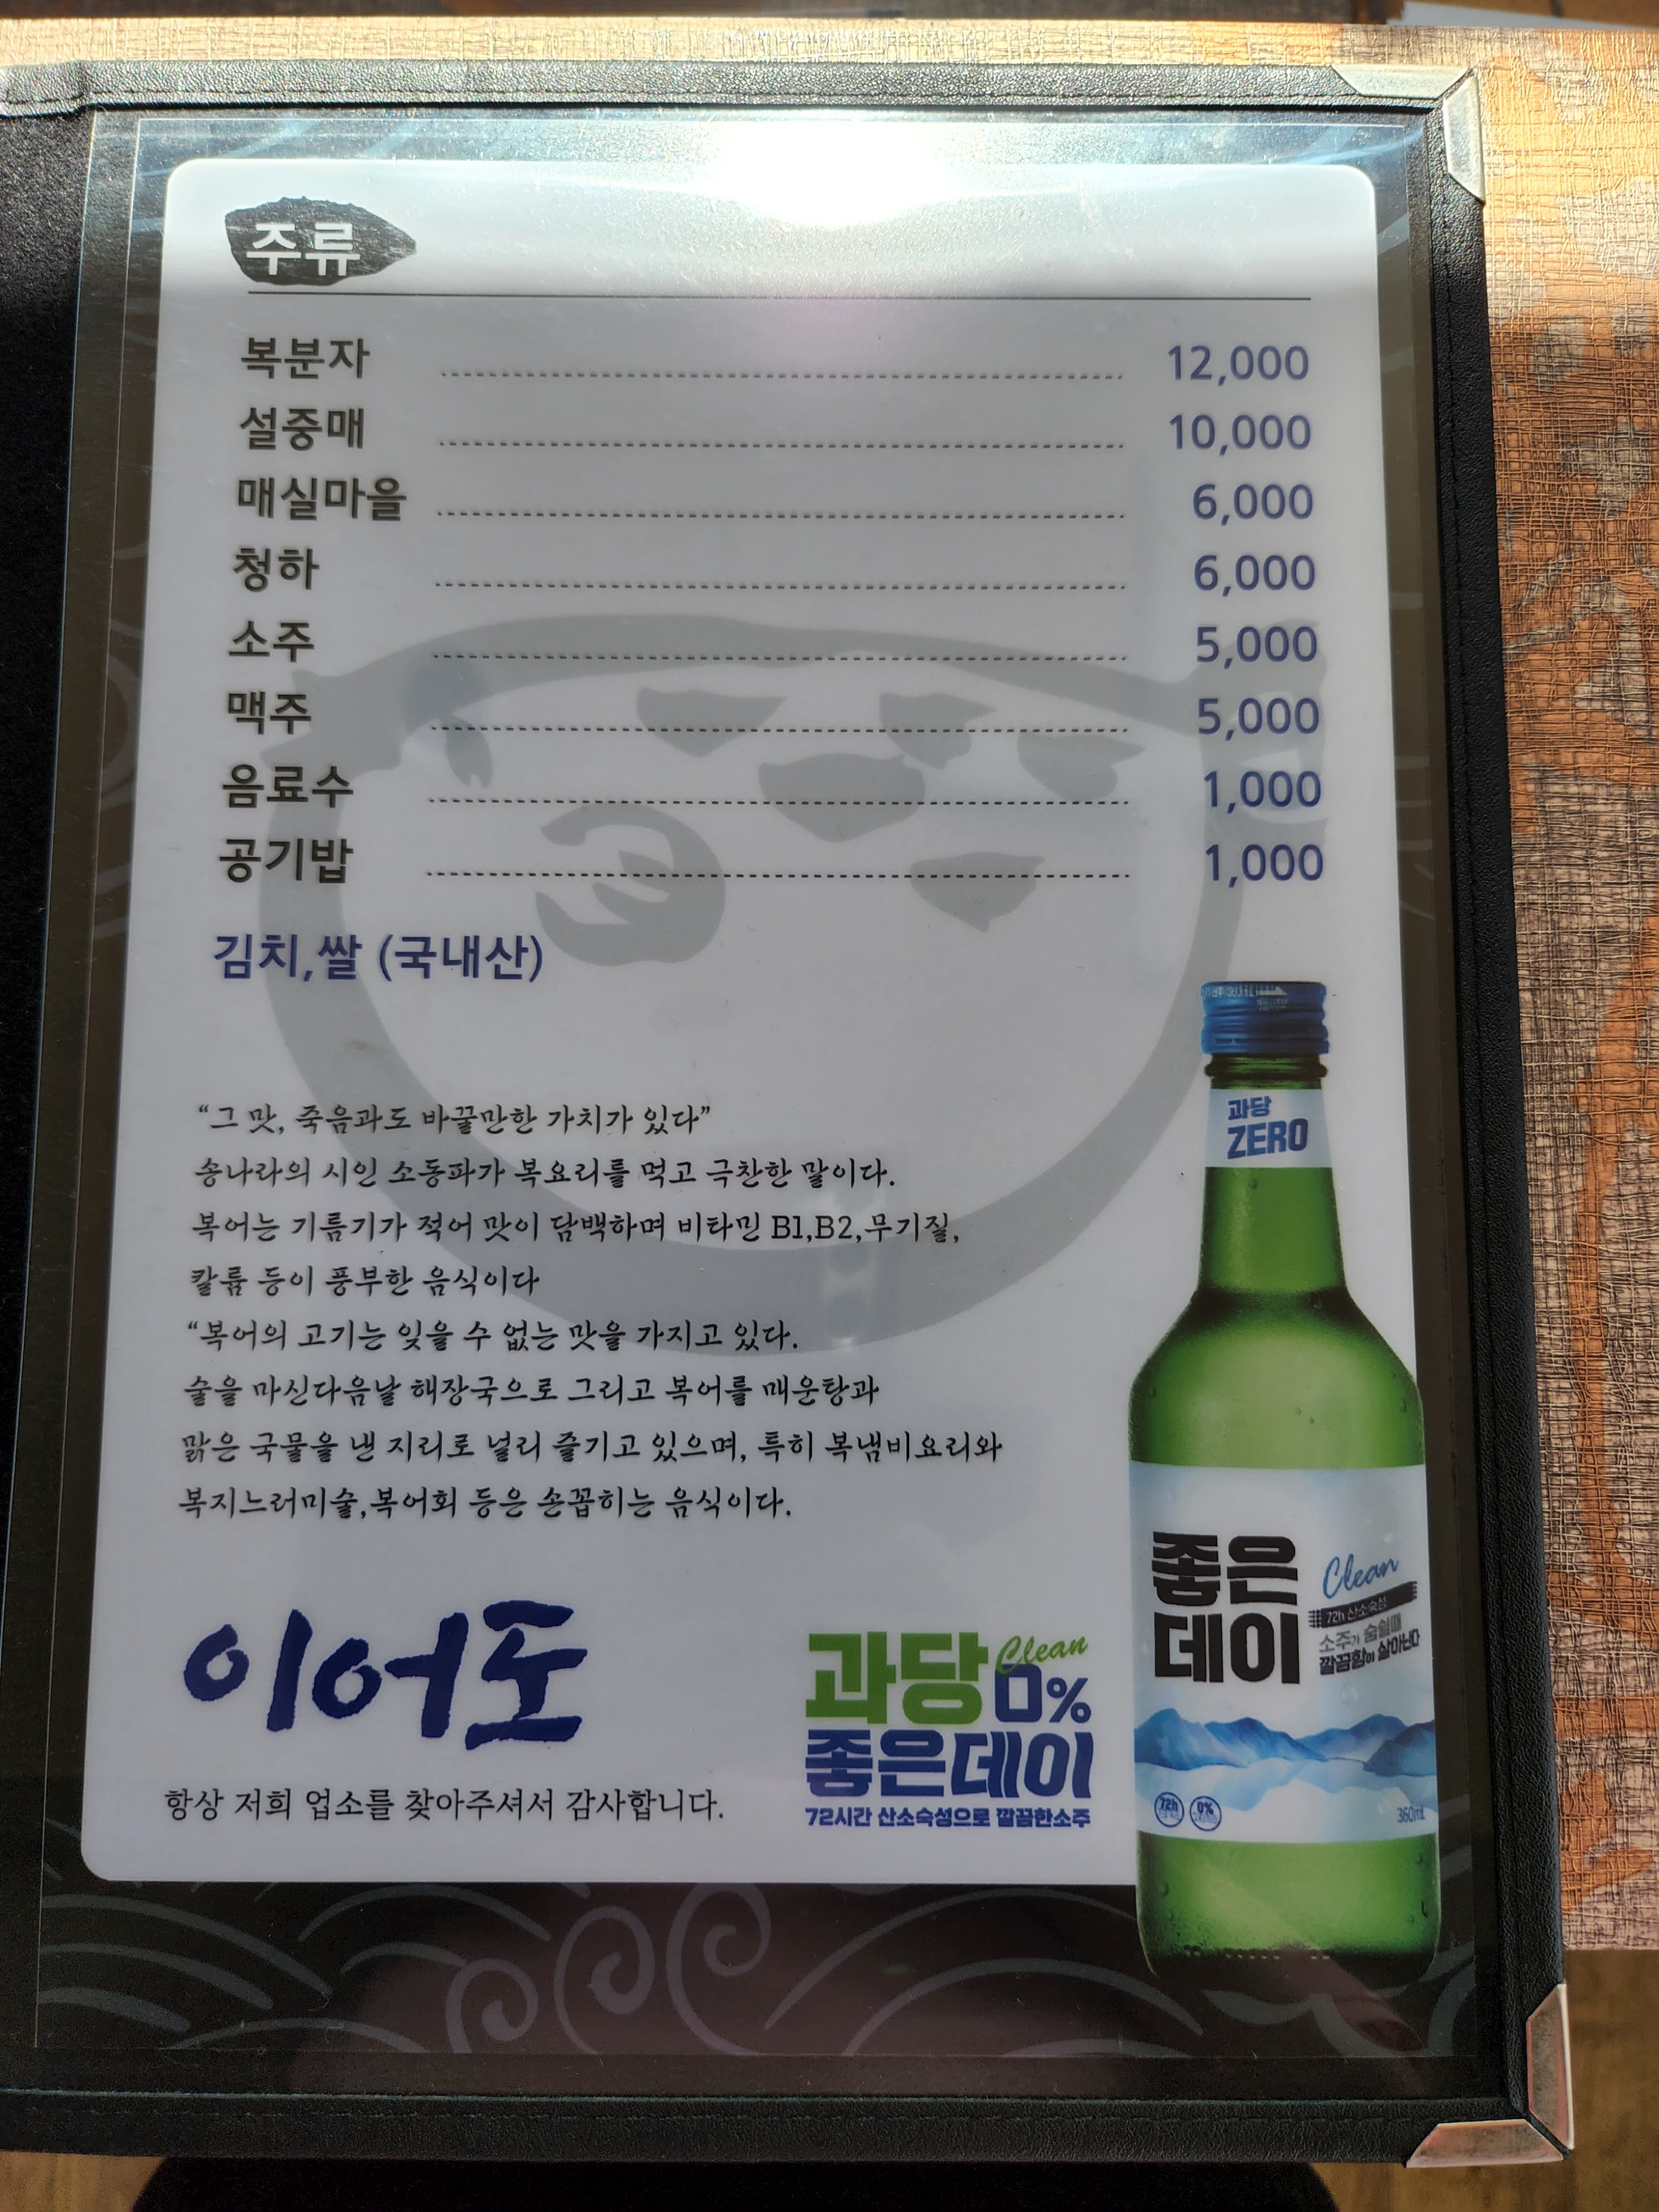 주류
복분자 12,000
설중매 10,000
매실마을 6,000
청하 6,000
소주 5,000
맥주 5,000
음료수 1,000
공기밥 1,000
김치,쌀 (국내산)
“그 맛, 죽음과도 바꿀만한 가치가 있다”
송나라의 시인 소동파가 복요리를 먹고 극찬한 말이다.
복어는 기름기가 적어 맛이 담백하며 비타민 B1,B2,무기질,
칼륨 등이 풍부한 음식이다
“복어의 고기는 잊을 수 없는 맛을 가지고 있다.
술을 마신다음날 해장국으로 그리고 복어를 매운탕과
맑은 국물을 낸 지리로 널리 즐기고 있으며, 특히 복냄비요리와
복지느러미술,복어회 등은 손꼽히는 음식이다.
이어도
항상 저희 업소를 찾아주셔서 감사합니다.
과당 0% Clean
좋은데이
72시간 산소숙성으로 깔끔한소주
과당
ZERO
좋은
데이
Clean
72h 산소숙성
소주가 숨쉴때
깔끔함이 살아난다
72h
0%
360mL